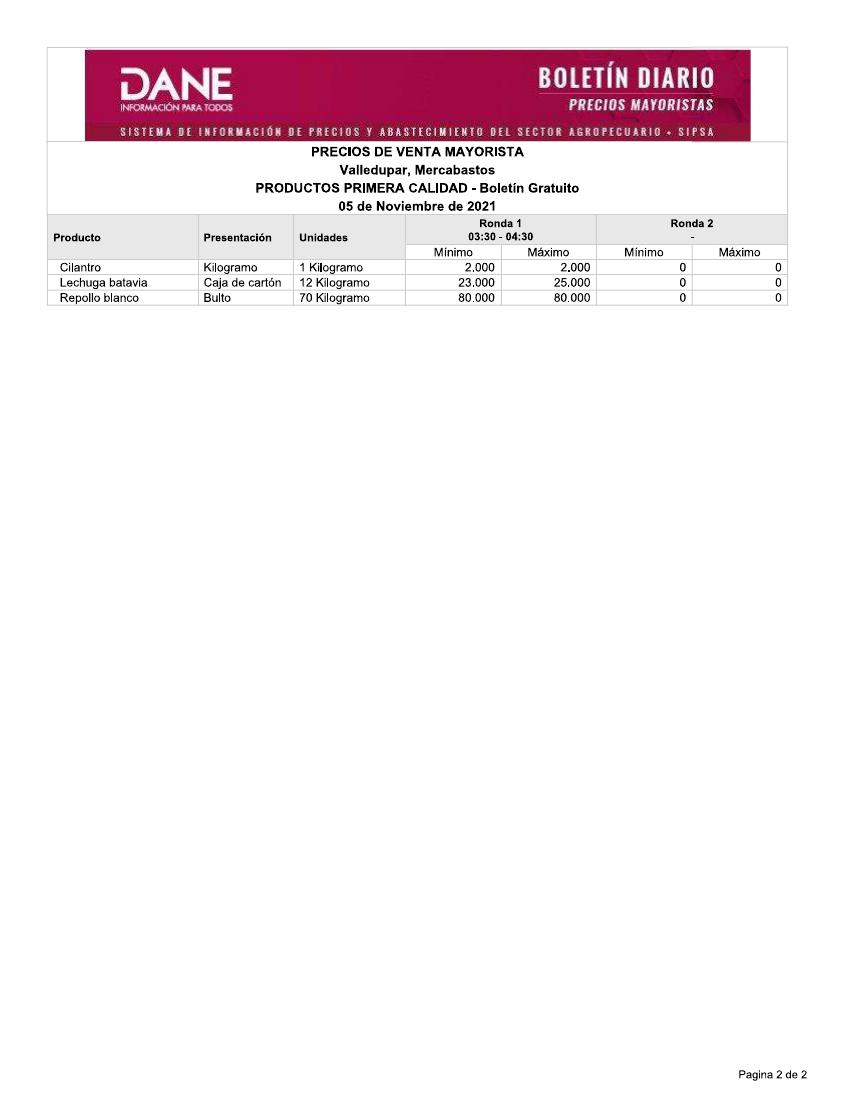 DANE
INFORMACIÓN PARA TODOS
BOLETÍN DIARIO
PRECIOS MAYORISTAS
SISTEMA DE INFORMACIÓN DE PRECIOS Y ABASTECIMIENTO DEL SECTOR AGROPECUARIO • SIPSA
PRECIOS DE VENTA MAYORISTA
Valledupar, Mercabastos
PRODUCTOS PRIMERA CALIDAD - Boletín Gratuito
05 de Noviembre de 2021
Producto Presentación Unidades Ronda 1 Ronda 2
03:30 - 04:30 -
Mínimo Máximo Mínimo Máximo
Cilantro Kilogramo 1 Kilogramo 2.000 2.000 0 0
Lechuga batavia Caja de cartón 12 Kilogramo 23.000 25.000 0 0
Repollo blanco Bulto 70 Kilogramo 80.000 80.000 0 0
Pagina 2 de 2